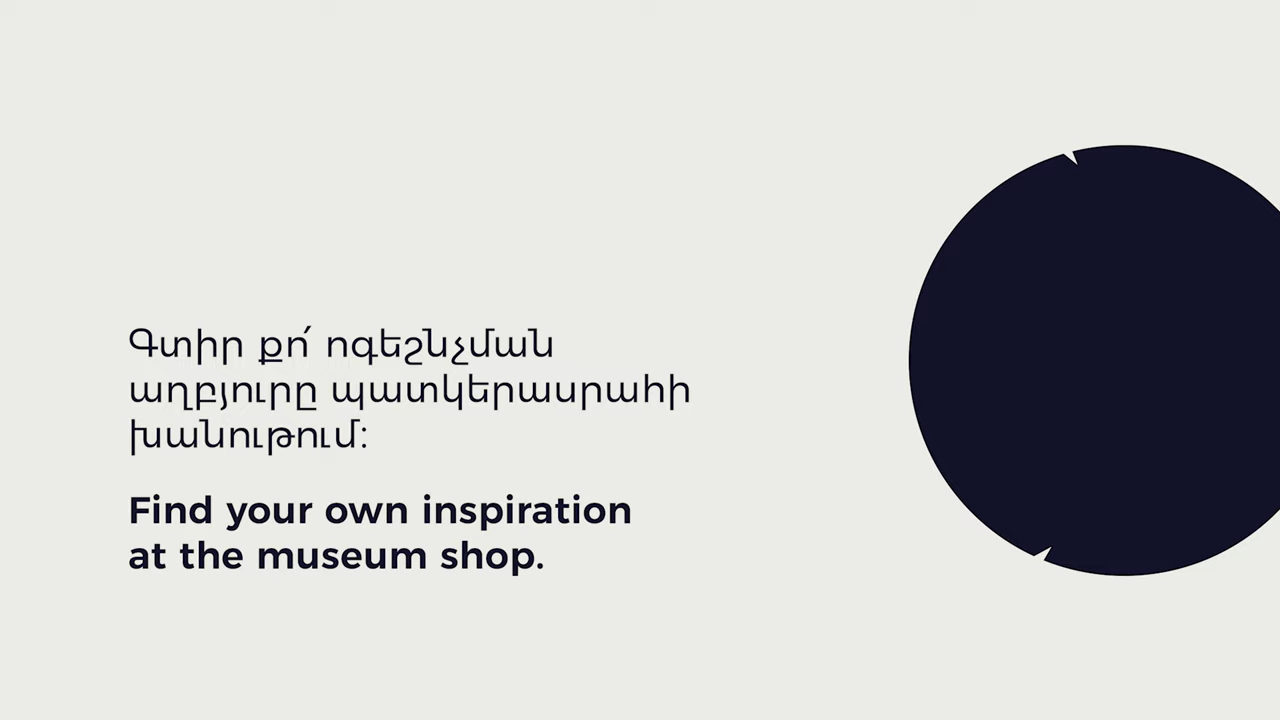 Գտիր քո՛ ոգեշնչման
աղբյուրը պատկերասրահի
խանութում:
Find your own inspiration
at the museum shop.